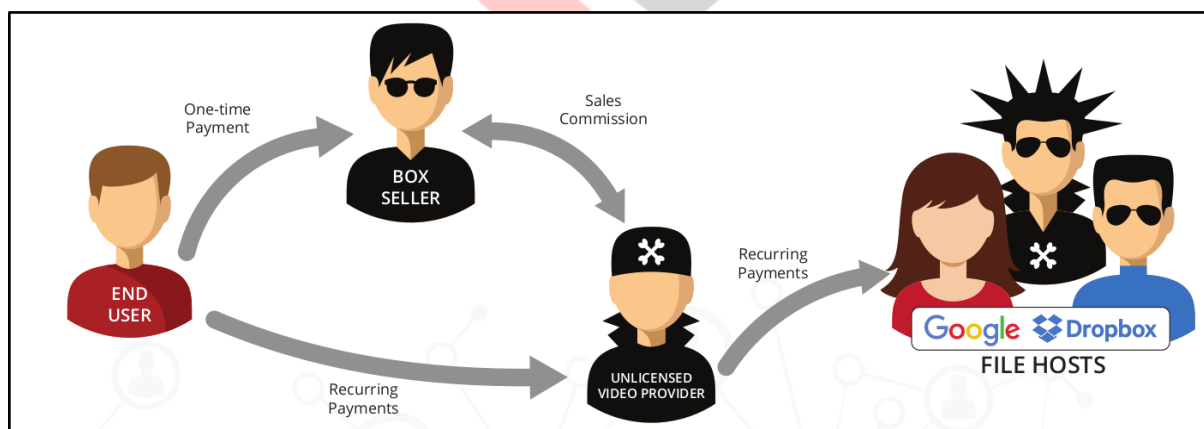 One-time
Payment
BOX
SELLER
Sales
Commission
END
USER
Recurring
Payments
UNLICENSED
VIDEO PROVIDER
Recurring
Payments
Google Dropbox
FILE HOSTS